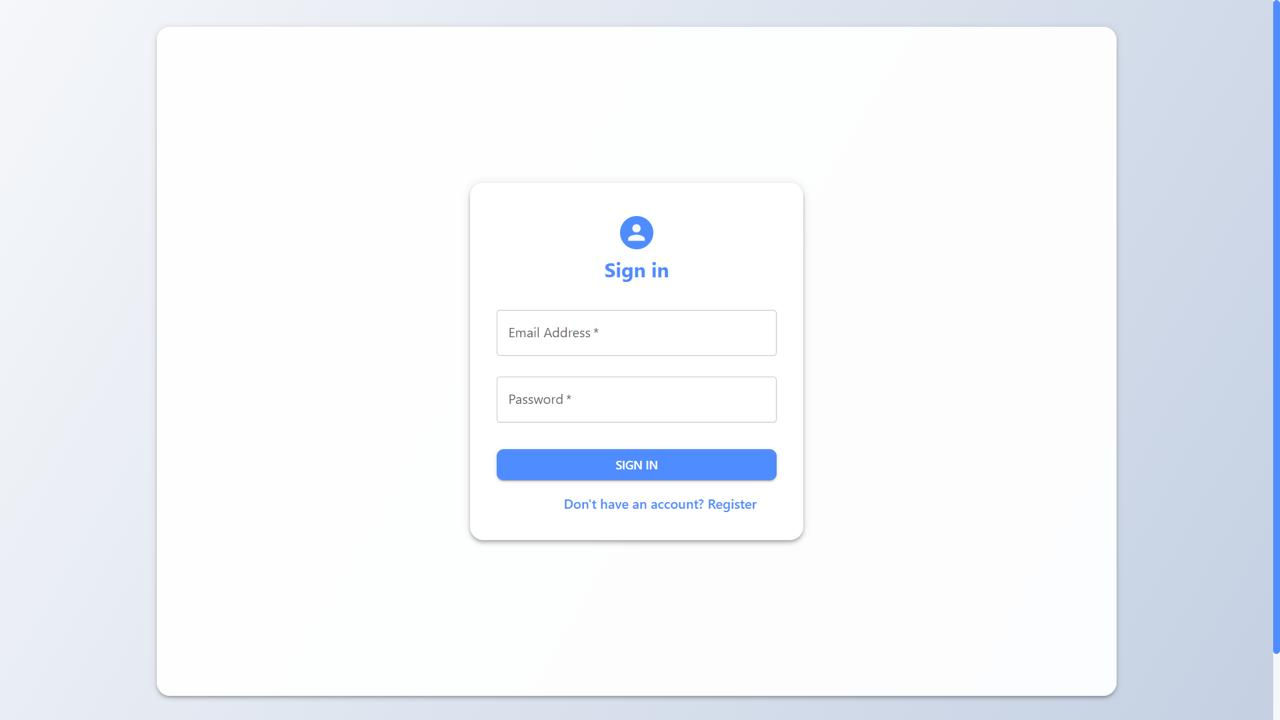 Sign in
Email Address *
Password *
SIGN IN
Don't have an account? Register